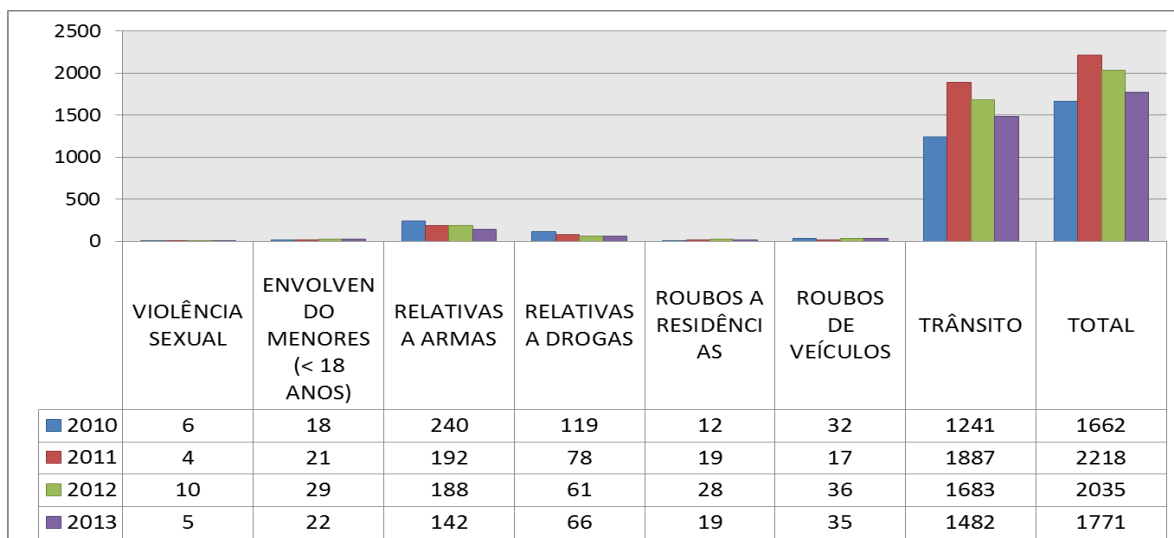 2500
2000
1500
1000
500
0
VIOLÊNCIA SEXUAL
ENVOLVEN DO MENORES (< 18 ANOS)
RELATIVAS A ARMAS
RELATIVAS A DROGAS
ROUBOS A RESIDÊNCI AS
ROUBOS DE VEÍCULOS
TRÂNSITO
TOTAL
2010 6 18 240 119 12 32 1241 1662
2011 4 21 192 78 19 17 1887 2218
2012 10 29 188 61 28 36 1683 2035
2013 5 22 142 66 19 35 1482 1771